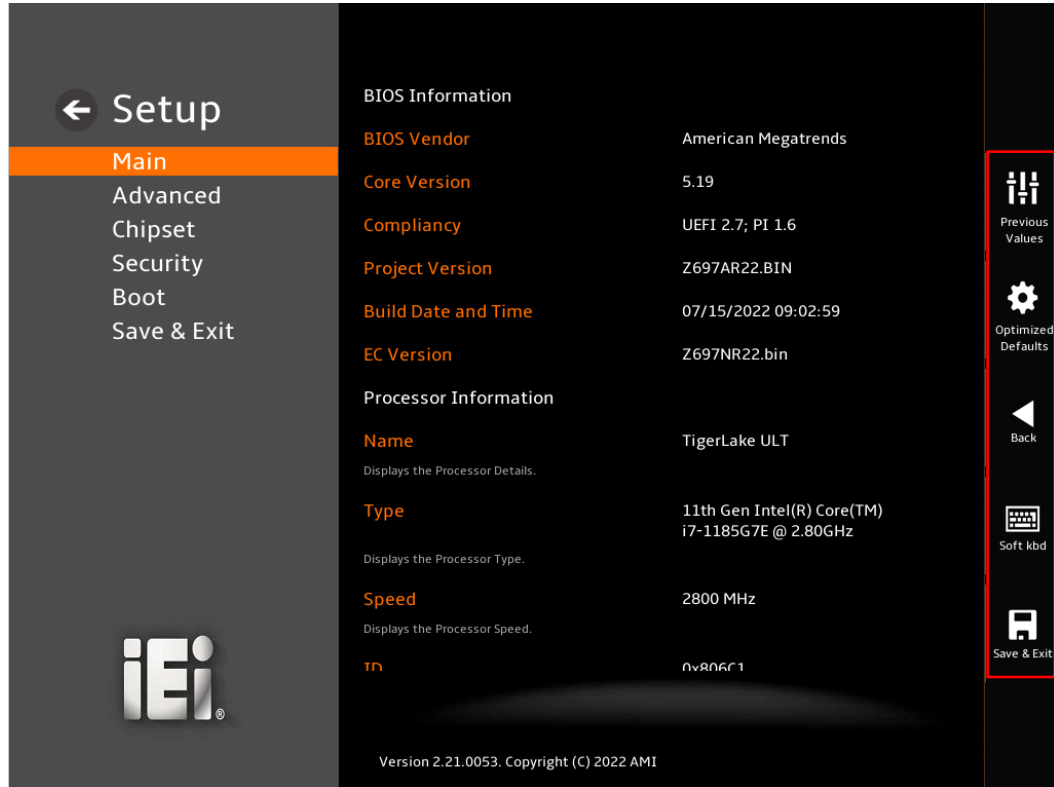 Setup
Main
Advanced
Chipset
Security
Boot
Save & Exit
iEi®
BIOS Information
BIOS Vendor American Megatrends
Core Version 5.19
Compliancy UEFI 2.7; PI 1.6
Project Version Z697AR22.BIN
Build Date and Time 07/15/2022 09:02:59
EC Version Z697NR22.bin
Processor Information
Name TigerLake ULT
Displays the Processor Details.
Type 11th Gen Intel(R) Core(TM)
i7-1185G7E @ 2.80GHz
Displays the Processor Type.
Speed 2800 MHz
Displays the Processor Speed.
ID 0x806C1
Version 2.21.0053. Copyright (C) 2022 AMI
Previous
Values
Optimized
Defaults
Back
Soft kbd
Save & Exit